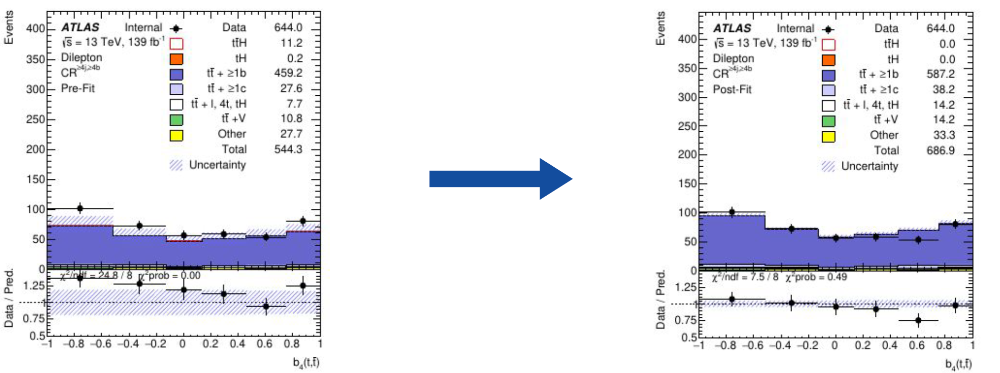 Events
400
350
300
250
200
150
100
50
0
ATLAS Internal
√s = 13 TeV, 139 fb⁻¹
Dilepton
CR≥4j,≥4b
Pre-Fit
Data 644.0
tt̄H 11.2
tH 0.2
tt̄ + ≥1b 459.2
tt̄ + ≥1c 27.6
tt̄ + l, 4t, tH 7.7
tt̄ +V 10.8
Other 27.7
Total 544.3
Uncertainty
Data / Pred.
χ²/ndf = 24.8 / 8 χ²prob = 0.00
1.25
1
0.75
0.5
−1 −0.8 −0.6 −0.4 −0.2 0 0.2 0.4 0.6 0.8 1
b₄(t,t̄)
Events
400
350
300
250
200
150
100
50
0
ATLAS Internal
√s = 13 TeV, 139 fb⁻¹
Dilepton
CR≥4j,≥4b
Post-Fit
Data 644.0
tt̄H 0.0
tH 0.0
tt̄ + ≥1b 587.2
tt̄ + ≥1c 38.2
tt̄ + l, 4t, tH 14.2
tt̄ +V 14.2
Other 33.3
Total 686.9
Uncertainty
Data / Pred.
χ²/ndf = 7.5 / 8 χ²prob = 0.49
1.25
1
0.75
0.5
−1 −0.8 −0.6 −0.4 −0.2 0 0.2 0.4 0.6 0.8 1
b₄(t,t̄)